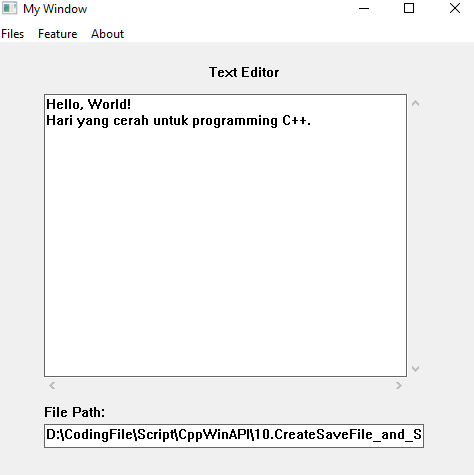 My Window
Files Feature About
Text Editor
Hello, World!
Hari yang cerah untuk programming C++.
File Path:
D:\CodingFile\Script\CppWinAPI\10.CreateSaveFile_and_S